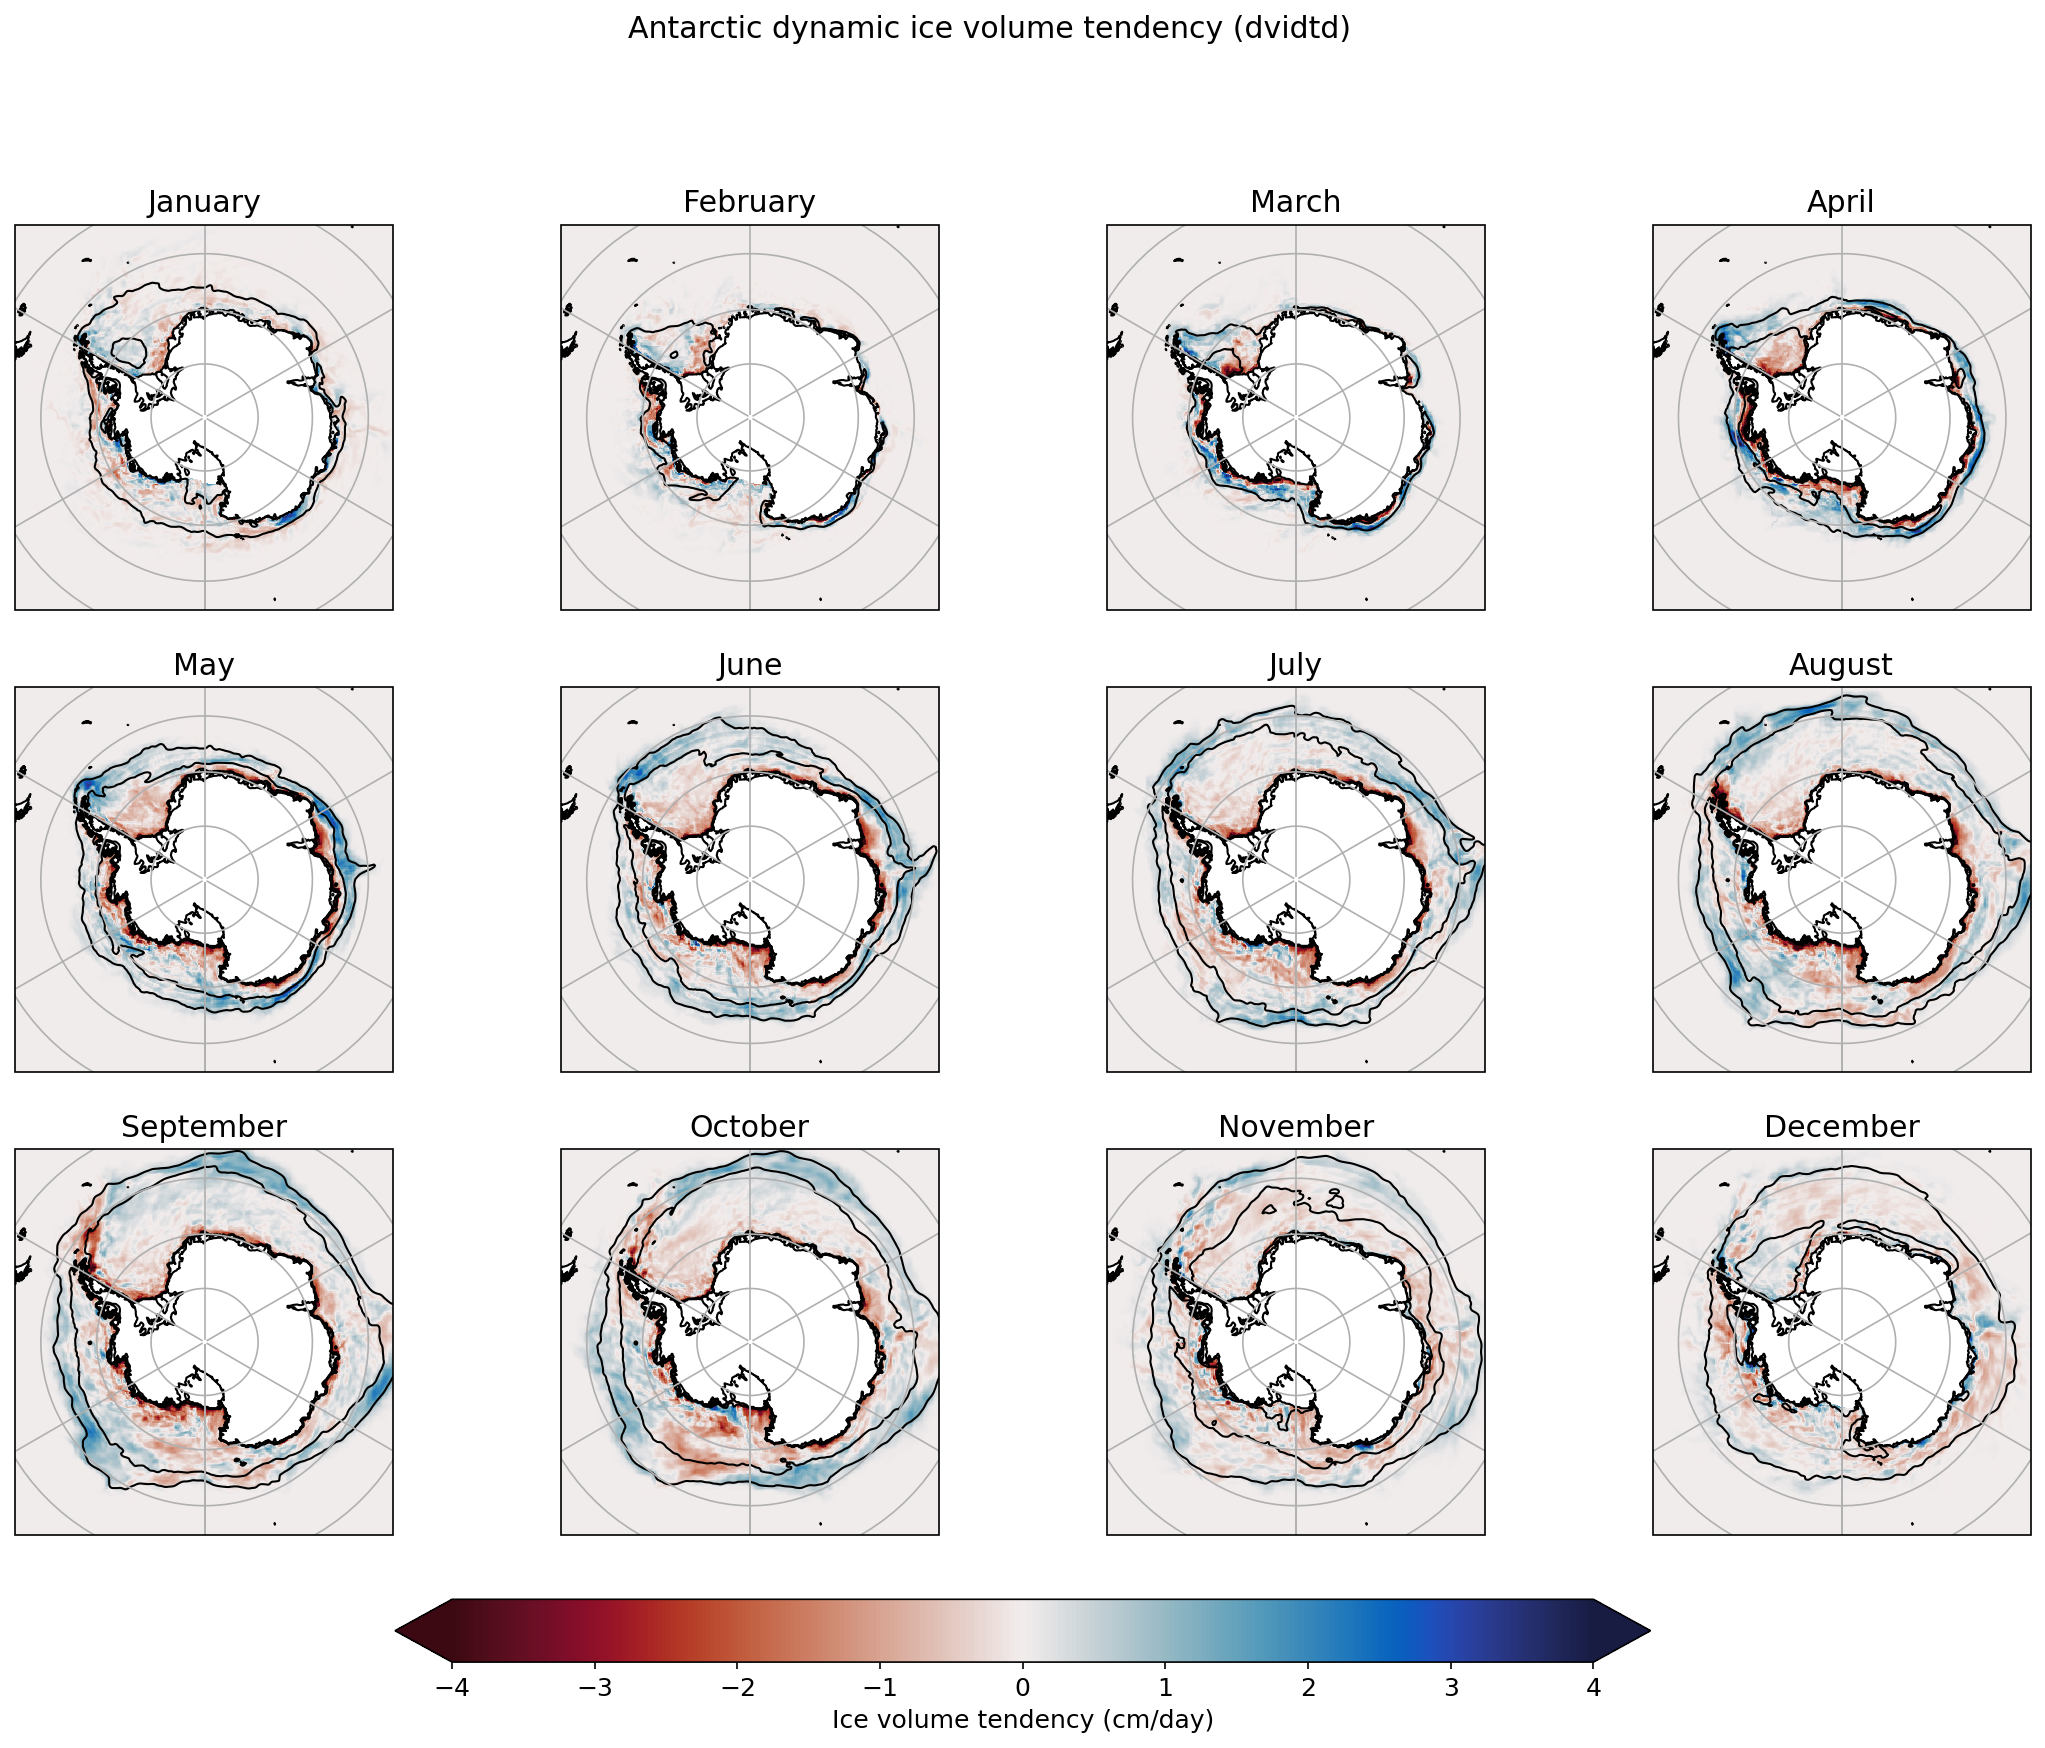 Antarctic dynamic ice volume tendency (dvidtd)
January
February
March
April
May
June
July
August
September
October
November
December
−4
−3
−2
−1
0
1
2
3
4
Ice volume tendency (cm/day)